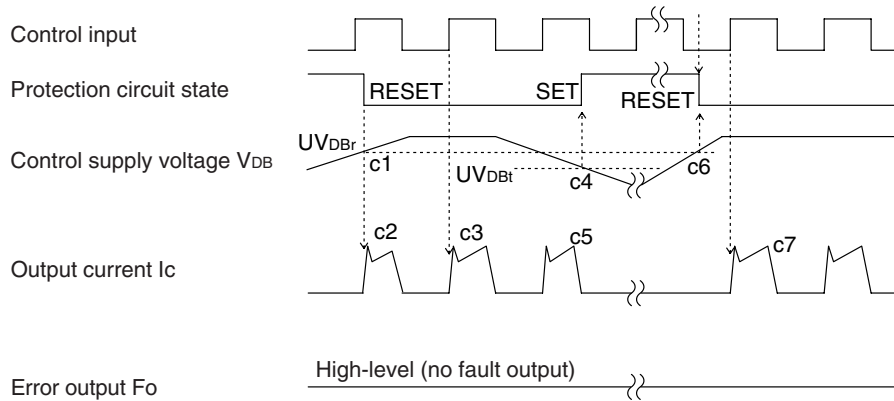 Control input
Protection circuit state
RESET
SET
RESET
UVDBr
Control supply voltage VDB
c1
UVDBt
c4
c6
c2
c3
c5
c7
Output current Ic
High-level (no fault output)
Error output Fo